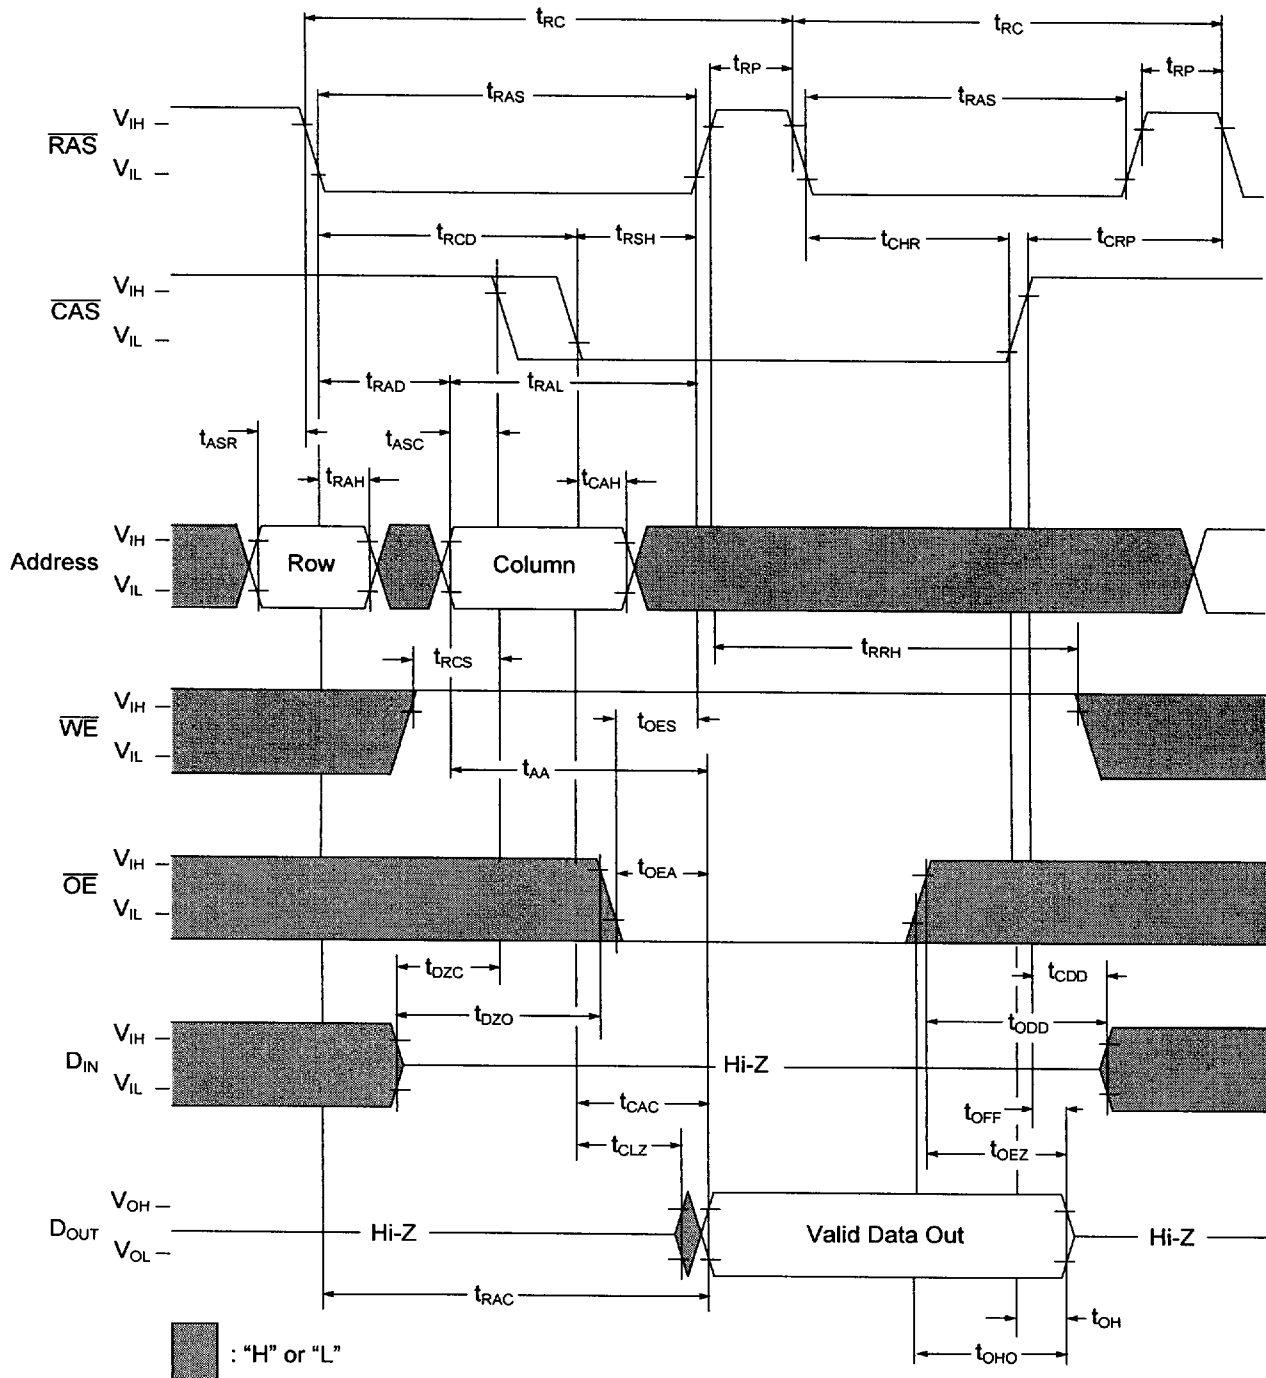 tRC tRC
tRP tRP
tRAS tRAS
VIH
RAS
VIL
tRCD tRSH tCHR tCRP
VIH
CAS
VIL
tRAD tRAL
tASR tASC
tRAH tCAH
VIH
Address Row Column
VIL
tRCS tRRH
VIH
WE tOES
VIL
tAA
VIH
OE tOEA
VIL
tDZC tCDD
tDZO tODD
VIH
DIN Hi-Z
VIL
tCAC tOFF
tCLZ tOEZ
VOH
DOUT Hi-Z Valid Data Out Hi-Z
VOL
tRAC
tOH
tOHO
: “H” or “L”